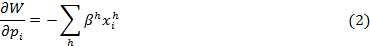 ∂W/∂p_i = − ∑_h β^h x_i^h (2)